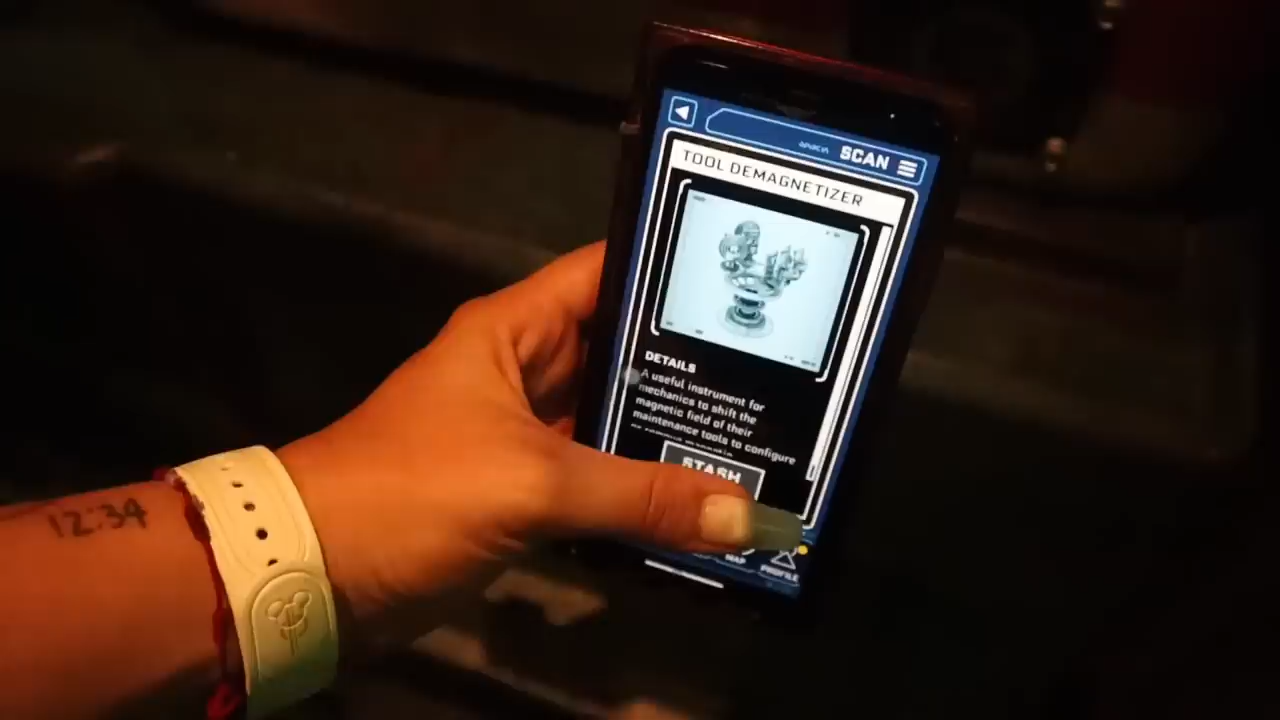 SCAN
TOOL DEMAGNETIZER
DETAILS
A useful instrument for
mechanics to shift the
magnetic field of their
maintenance tools to configure
STASH
MAP
PROFILE
12:34